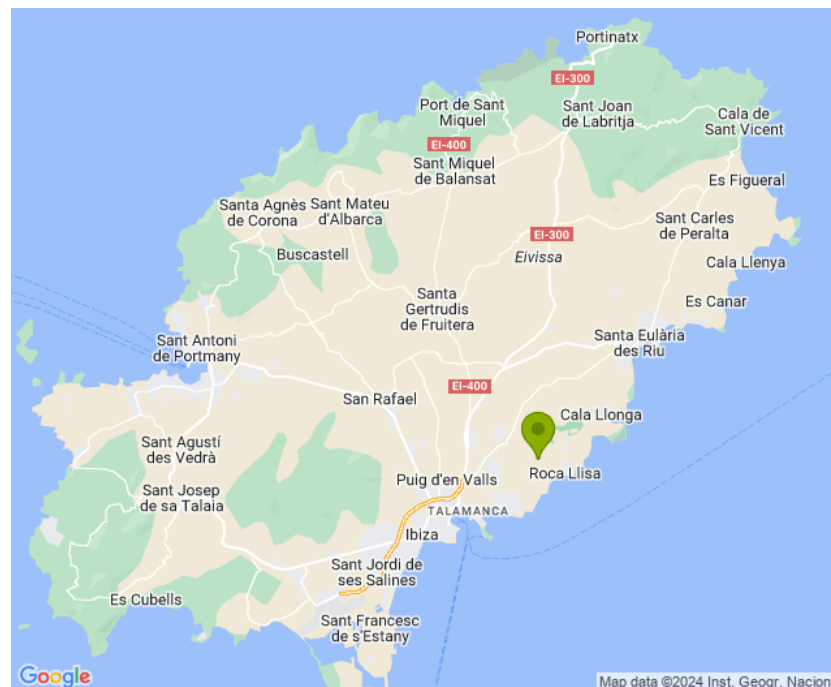 Portinatx
EI-300
Port de Sant
Miquel
Sant Joan
de Labritja
Cala de
Sant Vicent
EI-400
Sant Miquel
de Balansat
Es Figueral
Santa Agnès
de Corona
Sant Mateu
d'Albarca
Sant Carles
de Peralta
EI-300
Buscastell
Eivissa
Cala Llenya
Santa
Gertrudis
de Fruitera
Es Canar
Sant Antoni
de Portmany
Santa Eulària
des Riu
EI-400
San Rafael
Cala Llonga
Sant Agustí
des Vedrà
Roca Llisa
Puig d'en Valls
Sant Josep
de sa Talaia
TALAMANCA
Ibiza
Sant Jordi de
ses Salines
Es Cubells
Sant Francesc
de s'Estany
Google
Map data ©2024 Inst. Geogr. Nacion